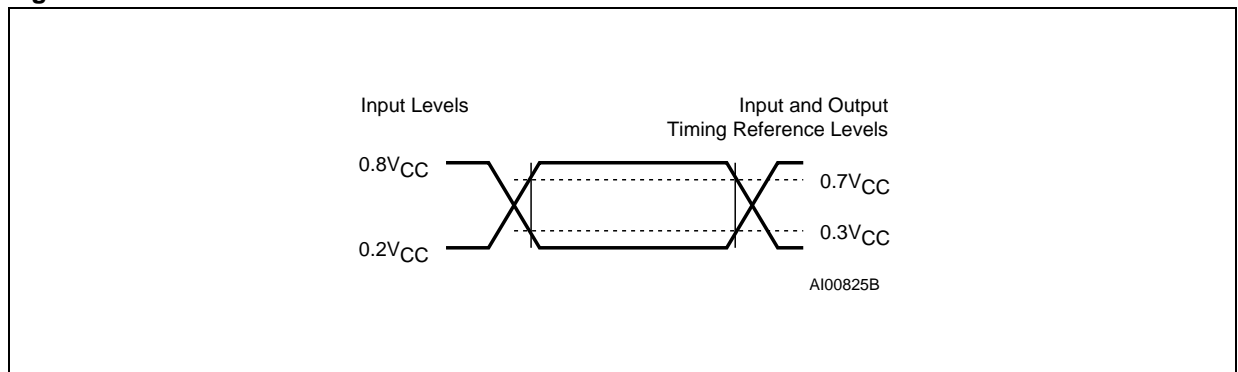 Input Levels
Input and Output
Timing Reference Levels
0.8VCC
0.7VCC
0.3VCC
0.2VCC
AI00825B